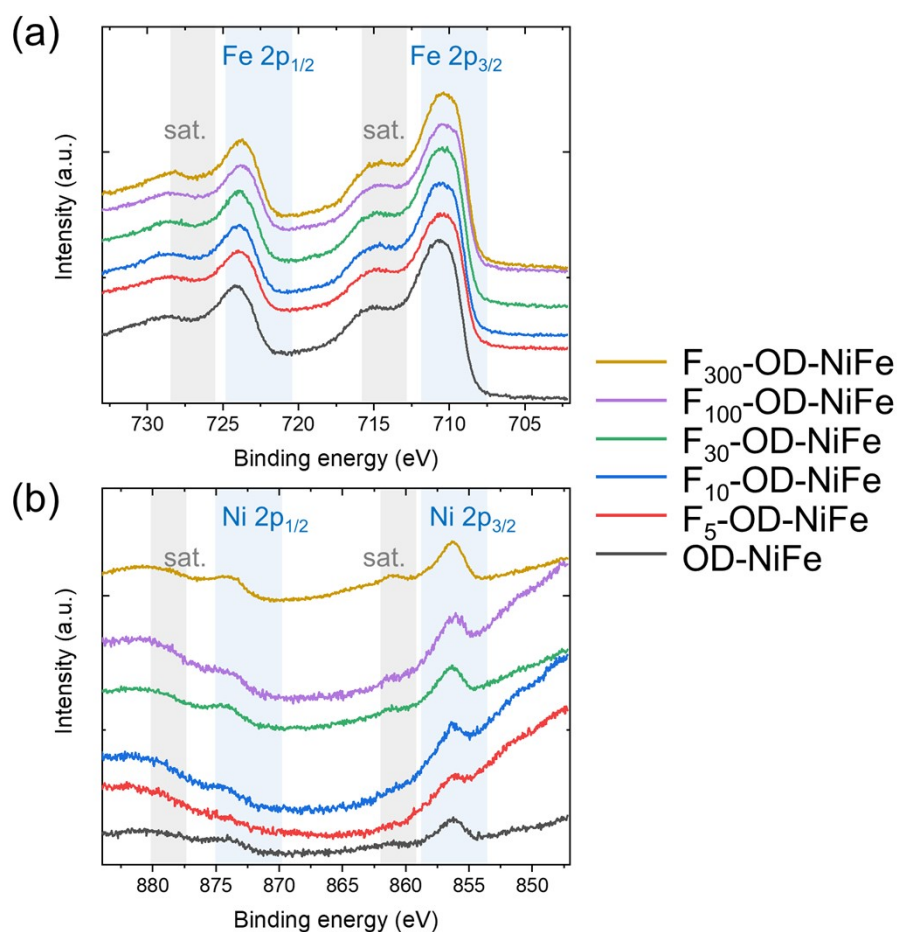 (a)
Fe 2p1/2
Fe 2p3/2
sat.
sat.
Intensity (a.u.)
730
725
720
715
710
705
Binding energy (eV)
(b)
Ni 2p1/2
Ni 2p3/2
sat.
sat.
Intensity (a.u.)
880
875
870
865
860
855
850
Binding energy (eV)
F300-OD-NiFe
F100-OD-NiFe
F30-OD-NiFe
F10-OD-NiFe
F5-OD-NiFe
OD-NiFe